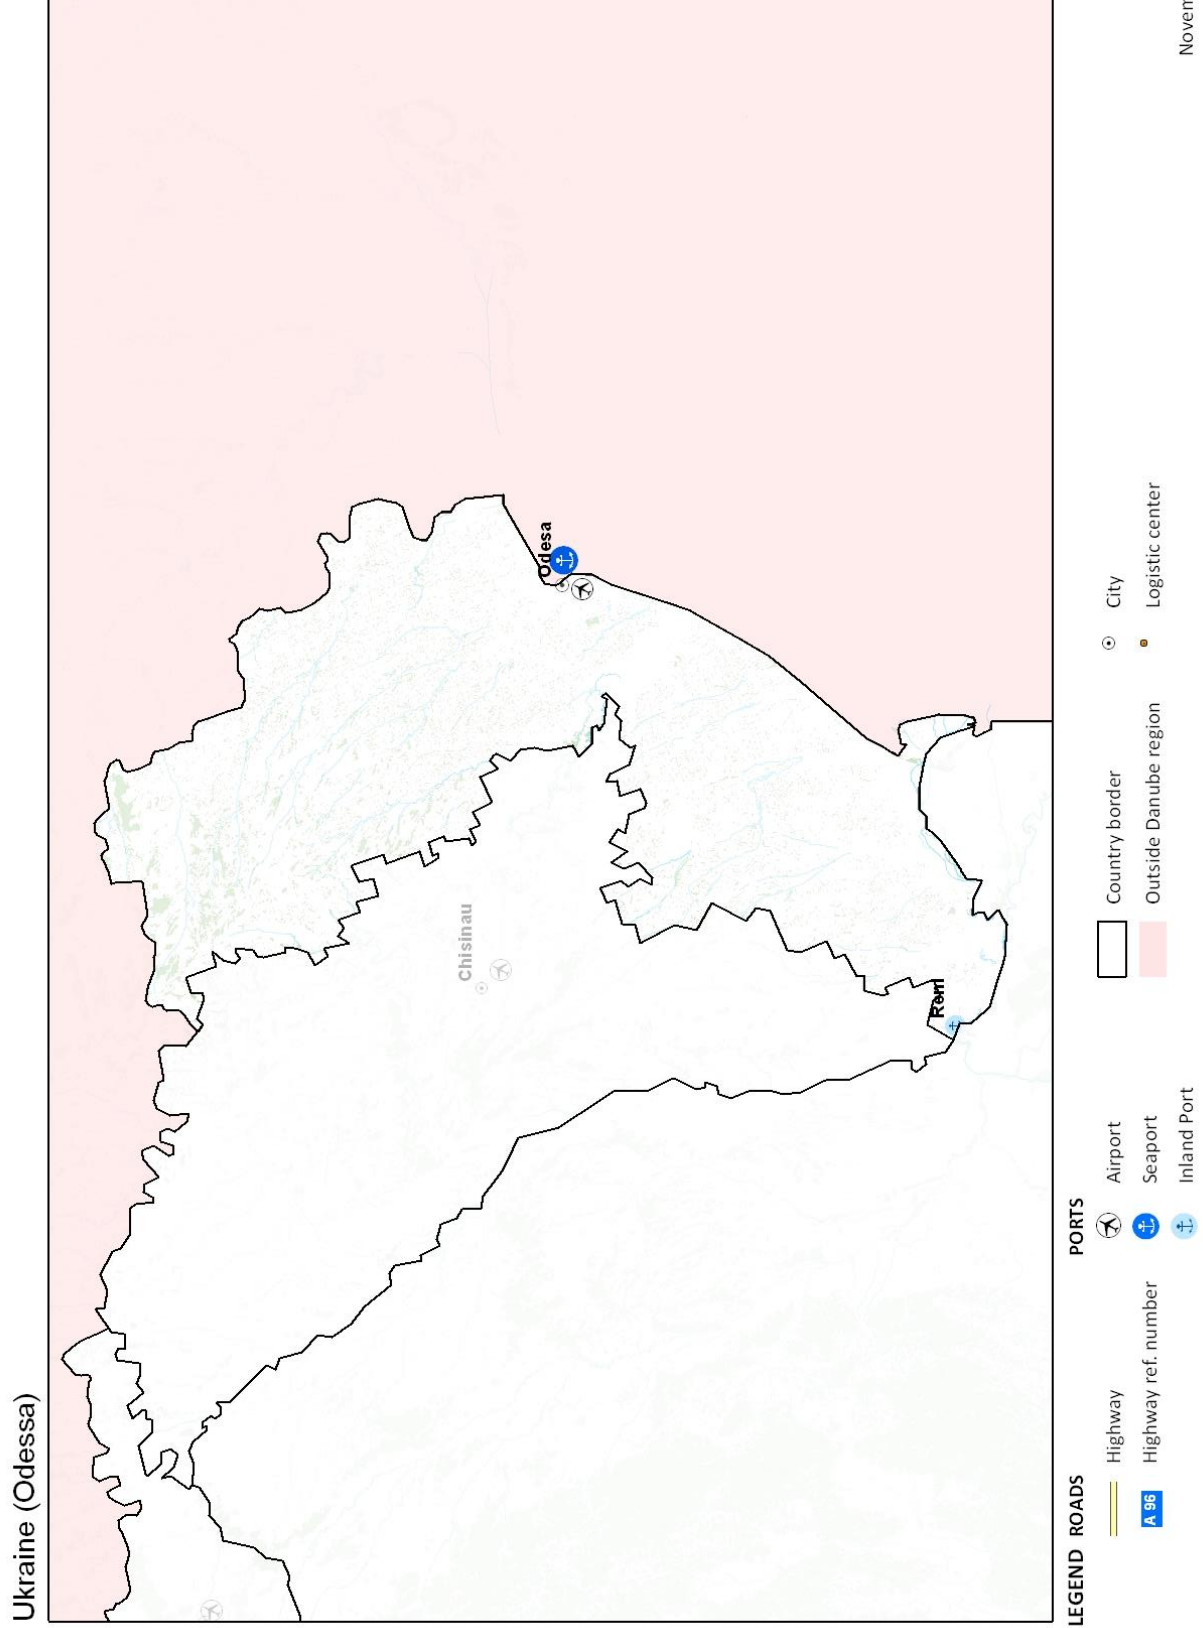 Ukraine (Odessa)
Odesa
Chisinau
Reni
LEGEND
ROADS
Highway
A 96
Highway ref. number
PORTS
Airport
Seaport
Inland Port
Country border
Outside Danube region
City
Logistic center
Novem